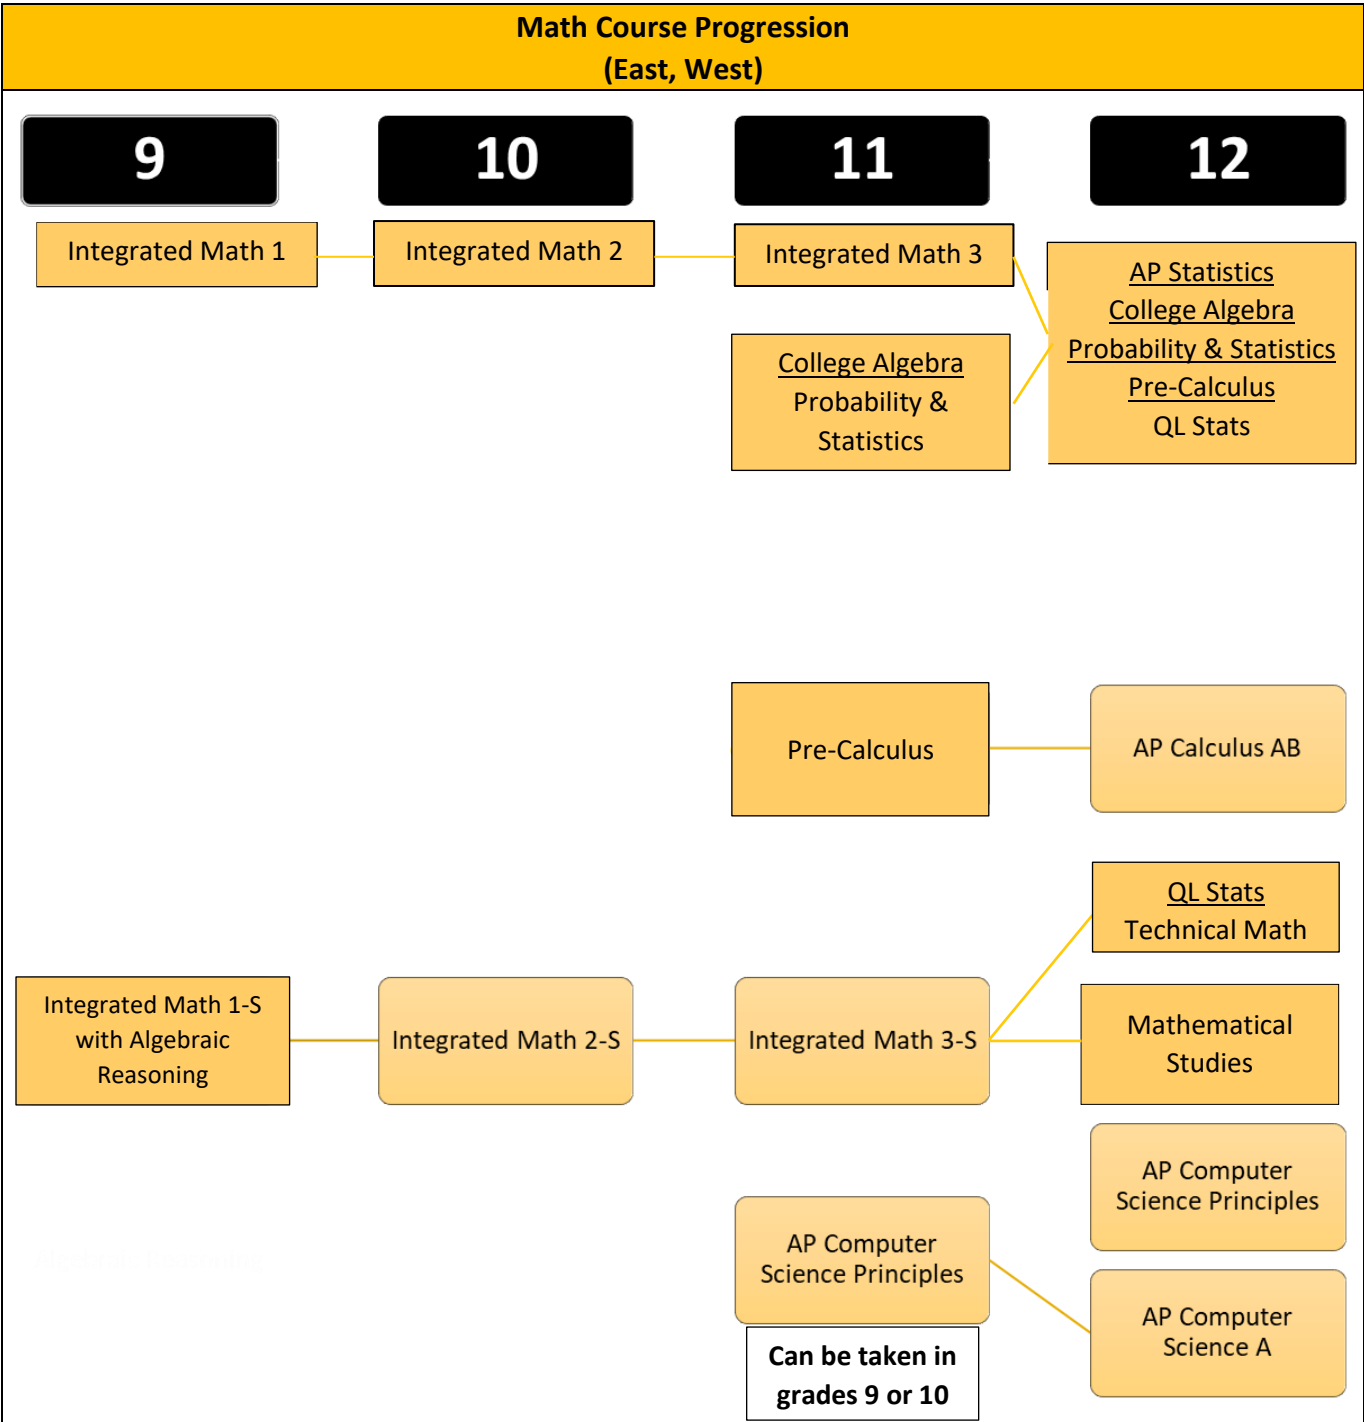 Math Course Progression
(East, West)
9
10
11
12
Integrated Math 1
Integrated Math 2
Integrated Math 3
AP Statistics
College Algebra
Probability & Statistics
Pre-Calculus
QL Stats
College Algebra
Probability &
Statistics
Pre-Calculus
AP Calculus AB
QL Stats
Technical Math
Integrated Math 1-S
with Algebraic
Reasoning
Integrated Math 2-S
Integrated Math 3-S
Mathematical
Studies
AP Computer
Science Principles
AP Computer
Science Principles
Can be taken in
grades 9 or 10
AP Computer
Science A